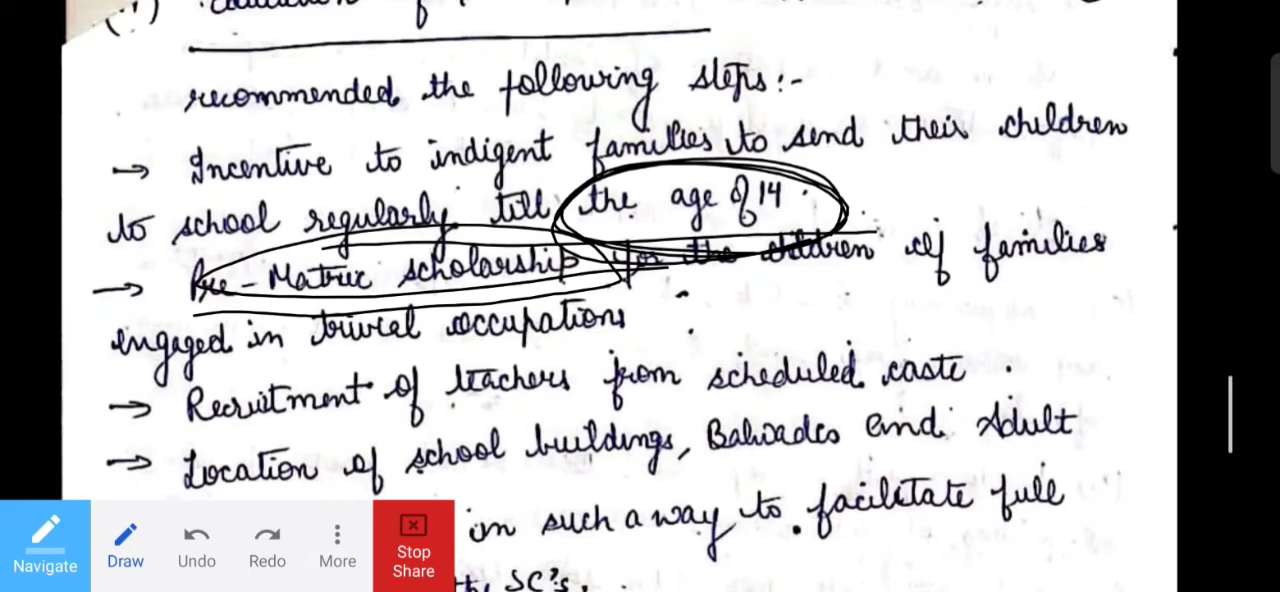 recommended the following steps:-
→ Incentive to indigent families to send their children
to school regularly till the age of 14.
→ Pre-Matric scholarship for the children of families
engaged in trivial occupations.
→ Recruitment of teachers from scheduled caste.
→ Location of school buildings, Balwades and Adult
in such a way to facilitate full
the SC's.
Navigate
Draw
Undo
Redo
More
Stop
Share